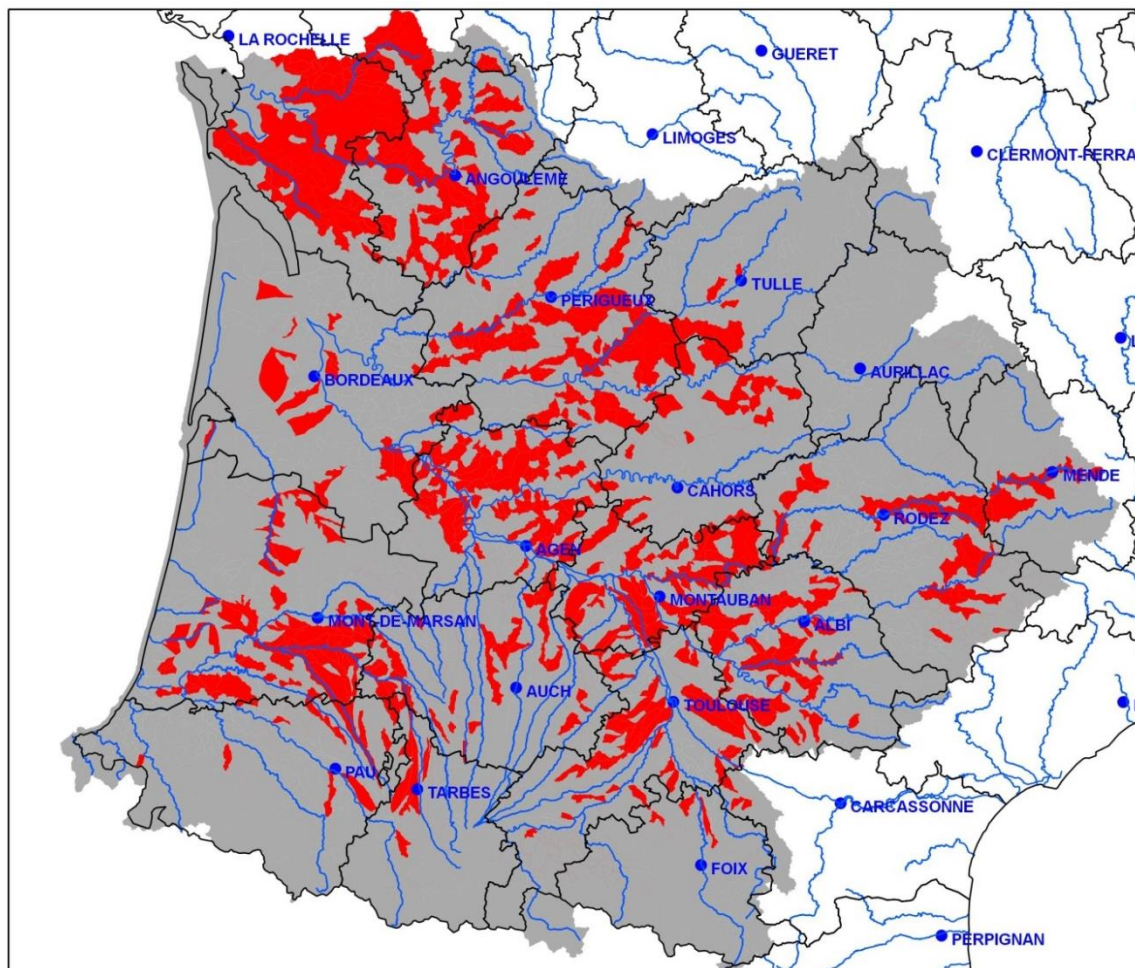 LA ROCHELLE
GUERET
LIMOGES
CLERMONT-FERRA
ANGOULEME
TULLE
PERIGUEUX
AURILLAC
BORDEAUX
MENDE
CAHORS
RODEZ
AGEN
MONTAUBAN
MONT-DE-MARSAN
ALBI
AUCH
TOULOUSE
PAU
TARBES
CARCASSONNE
FOIX
PERPIGNAN